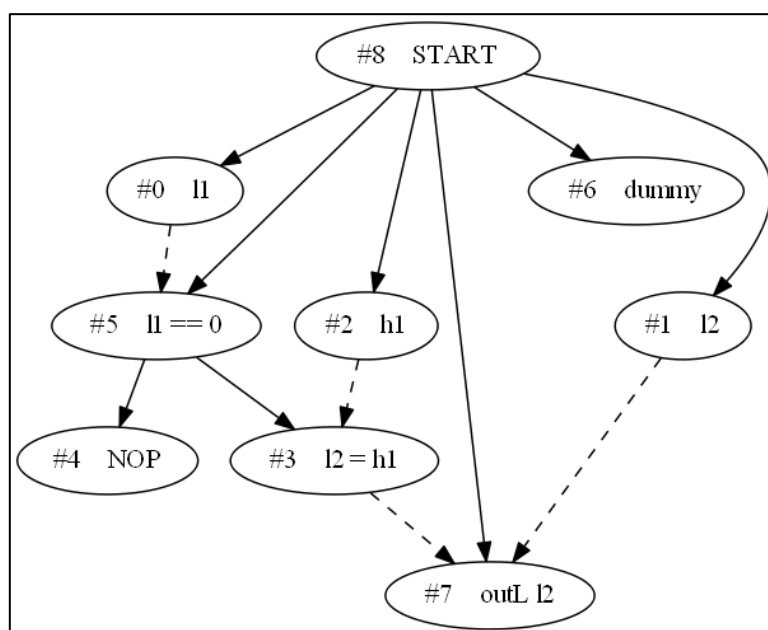 #8 START
#0 l1
#6 dummy
#5 l1 == 0
#2 h1
#1 l2
#4 NOP
#3 l2 = h1
#7 outL l2